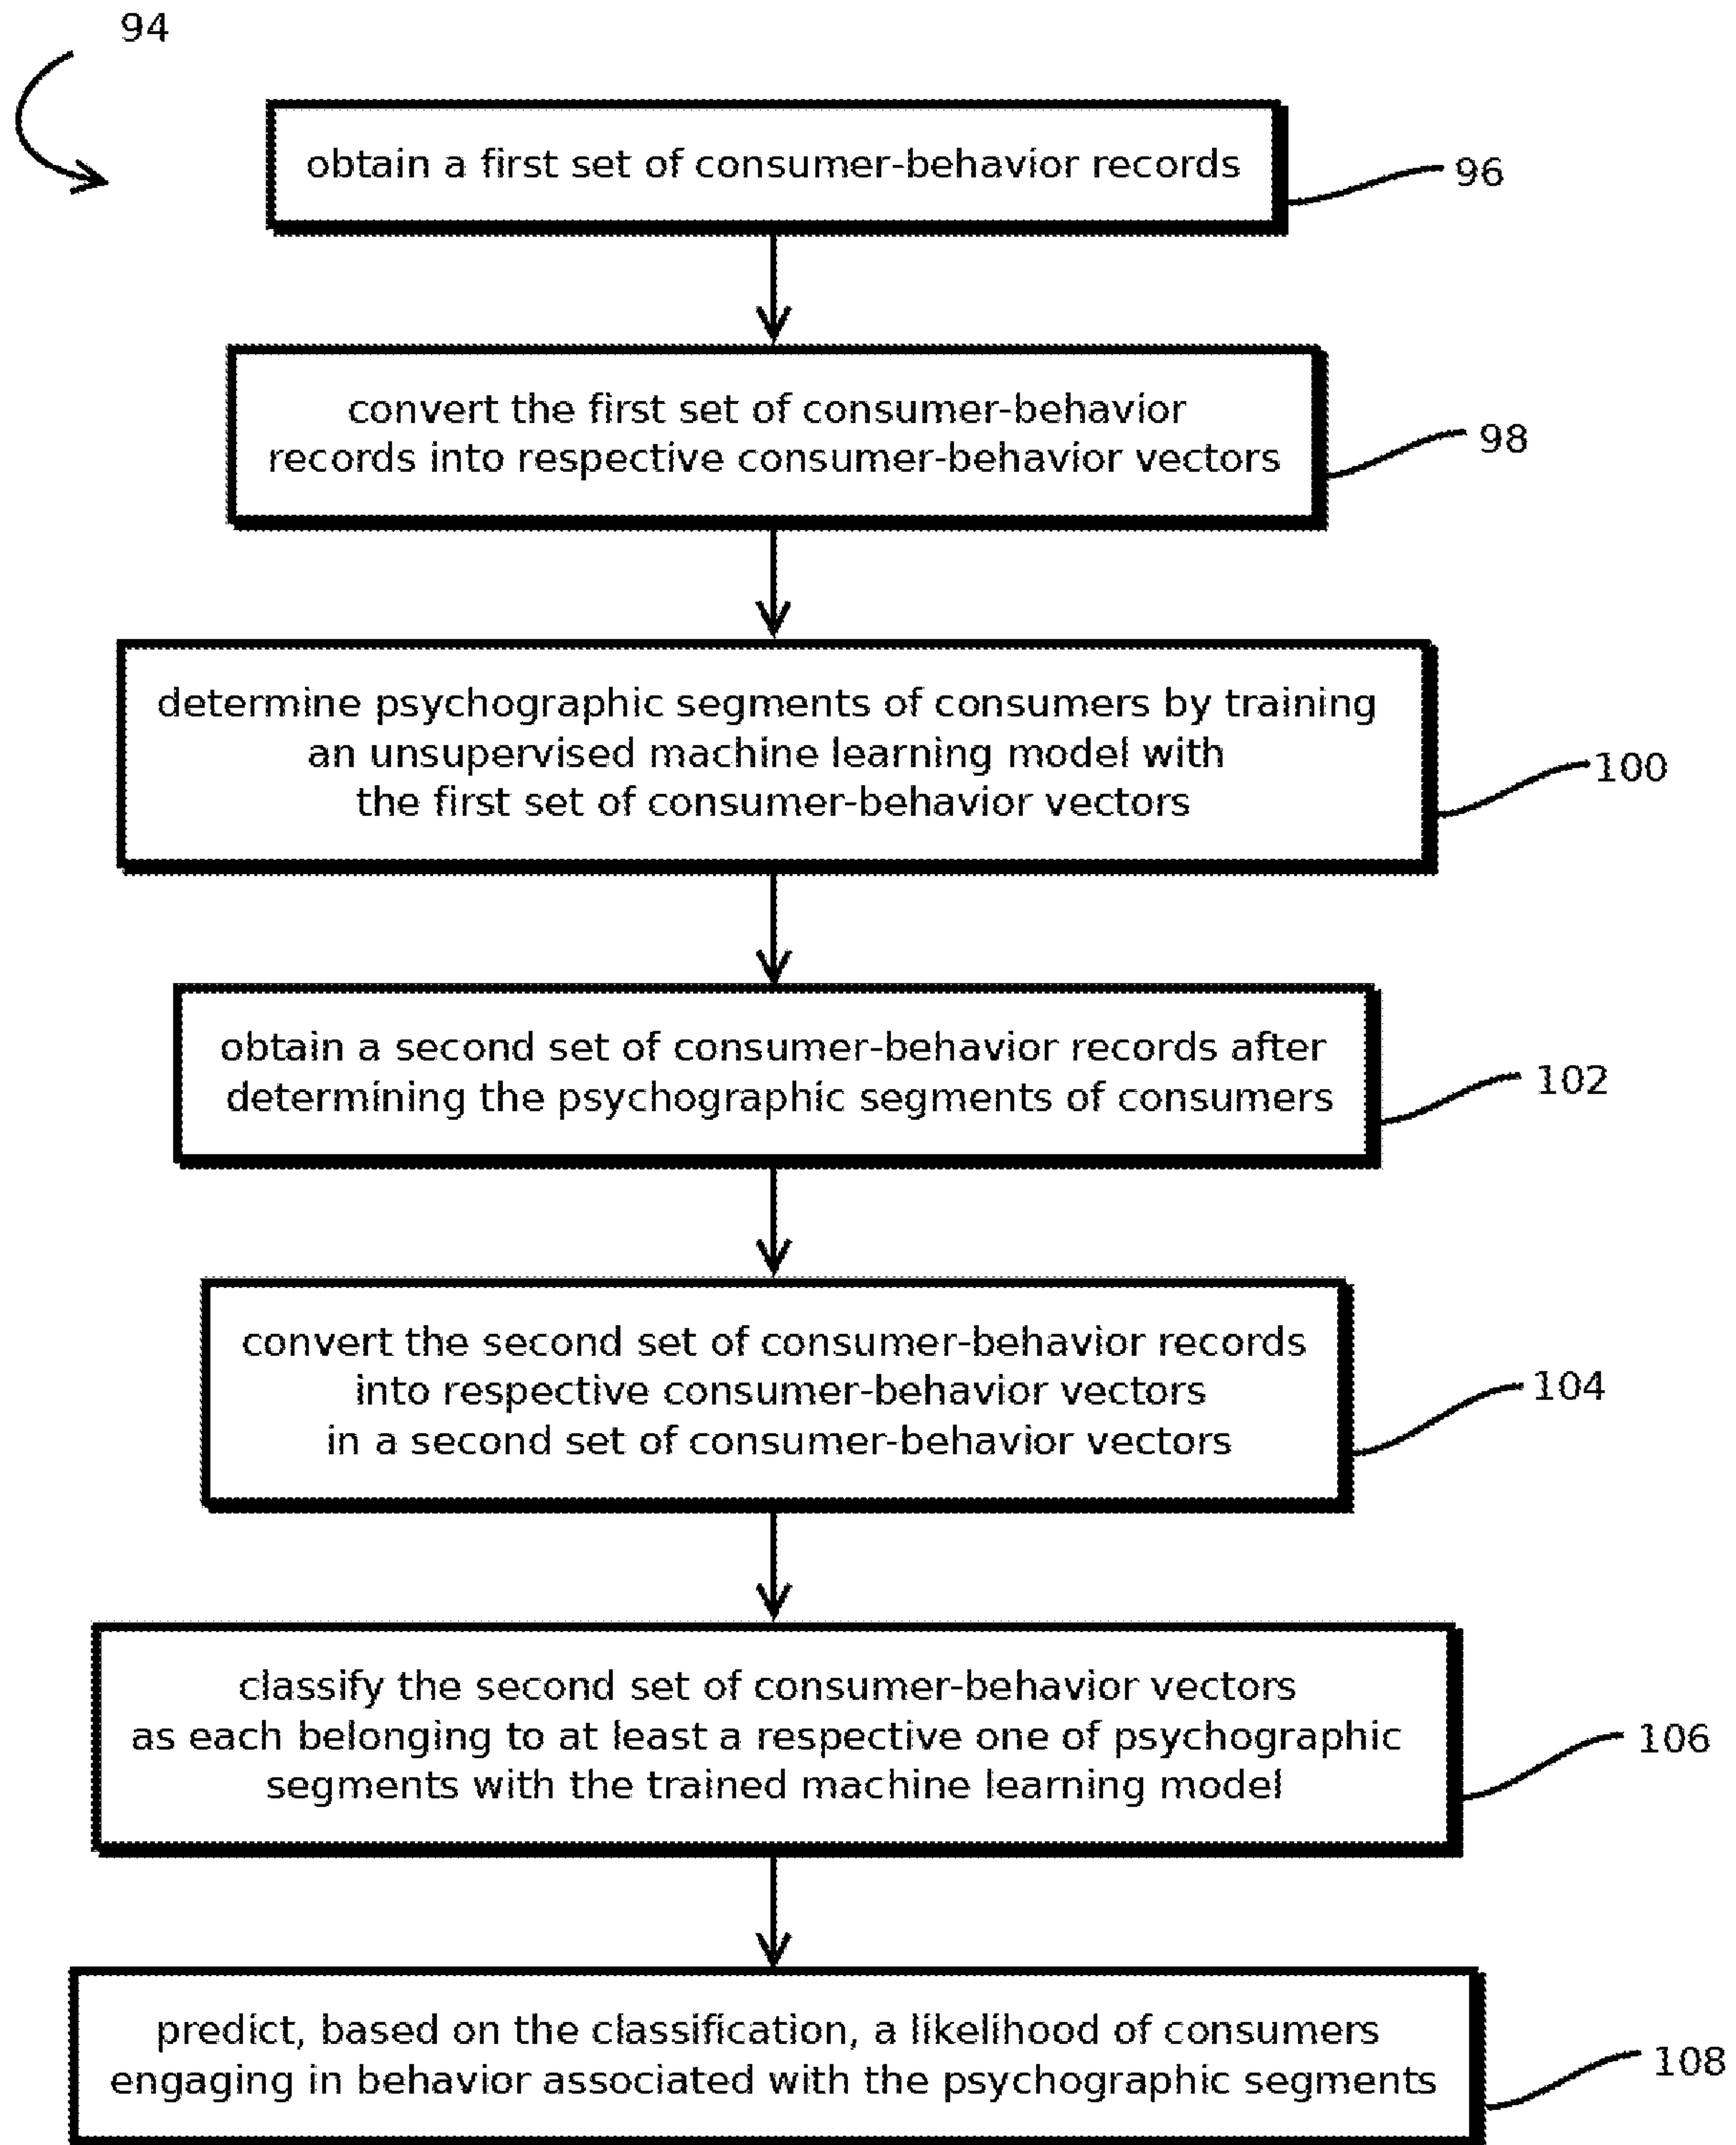 94
obtain a first set of consumer-behavior records
96
convert the first set of consumer-behavior
records into respective consumer-behavior vectors
98
determine psychographic segments of consumers by training
an unsupervised machine learning model with
the first set of consumer-behavior vectors
100
obtain a second set of consumer-behavior records after
determining the psychographic segments of consumers
102
convert the second set of consumer-behavior records
into respective consumer-behavior vectors
in a second set of consumer-behavior vectors
104
classify the second set of consumer-behavior vectors
as each belonging to at least a respective one of psychographic
segments with the trained machine learning model
106
predict, based on the classification, a likelihood of consumers
engaging in behavior associated with the psychographic segments
108